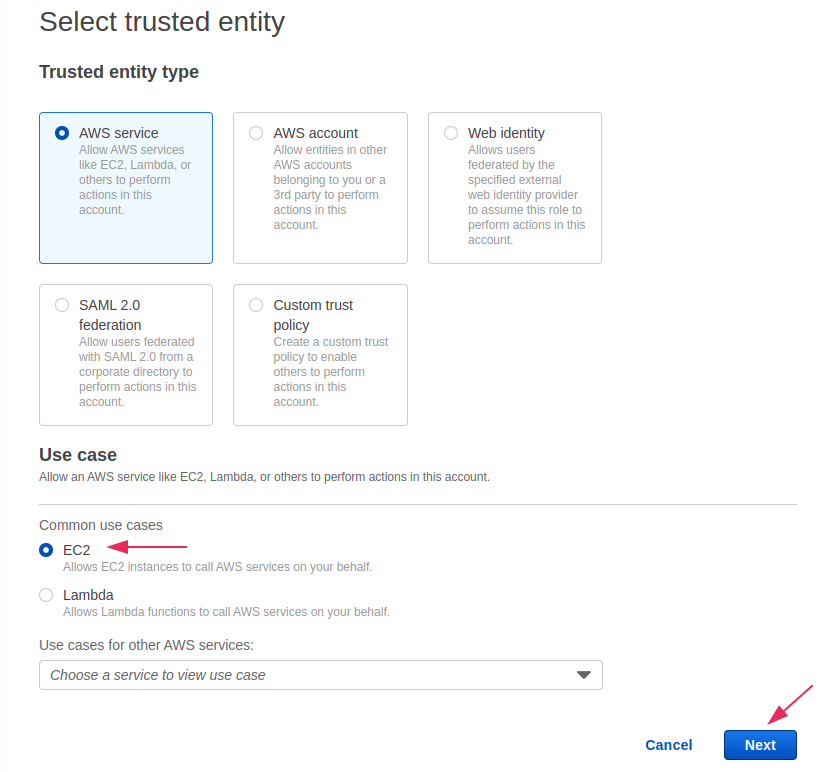 Select trusted entity
Trusted entity type
AWS service
Allow AWS services
like EC2, Lambda, or
others to perform
actions in this
account.
AWS account
Allow entities in other
AWS accounts
belonging to you or a
3rd party to perform
actions in this
account.
Web identity
Allows users
federated by the
specified external
web identity provider
to assume this role to
perform actions in this
account.
SAML 2.0
federation
Allow users federated
with SAML 2.0 from a
corporate directory to
perform actions in this
account.
Custom trust
policy
Create a custom trust
policy to enable
others to perform
actions in this
account.
Use case
Allow an AWS service like EC2, Lambda, or others to perform actions in this account.
Common use cases
EC2
Allows EC2 instances to call AWS services on your behalf.
Lambda
Allows Lambda functions to call AWS services on your behalf.
Use cases for other AWS services:
Choose a service to view use case
Cancel
Next